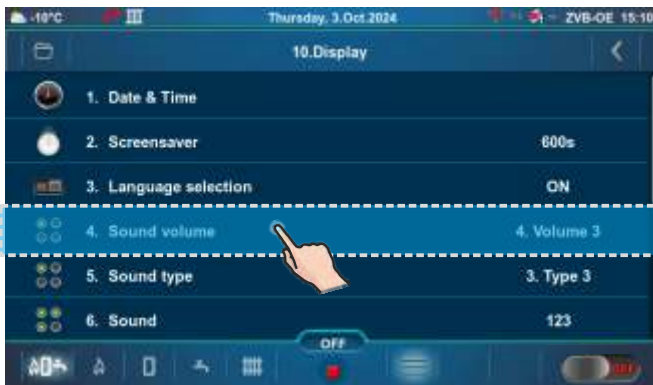 -10°C Thursday, 3.Oct.2024 ZVB-OE 15:10
10.Display
1. Date & Time
2. Screensaver 600s
3. Language selection ON
4. Sound volume 4. Volume 3
5. Sound type 3. Type 3
6. Sound 123
OFF
OFF